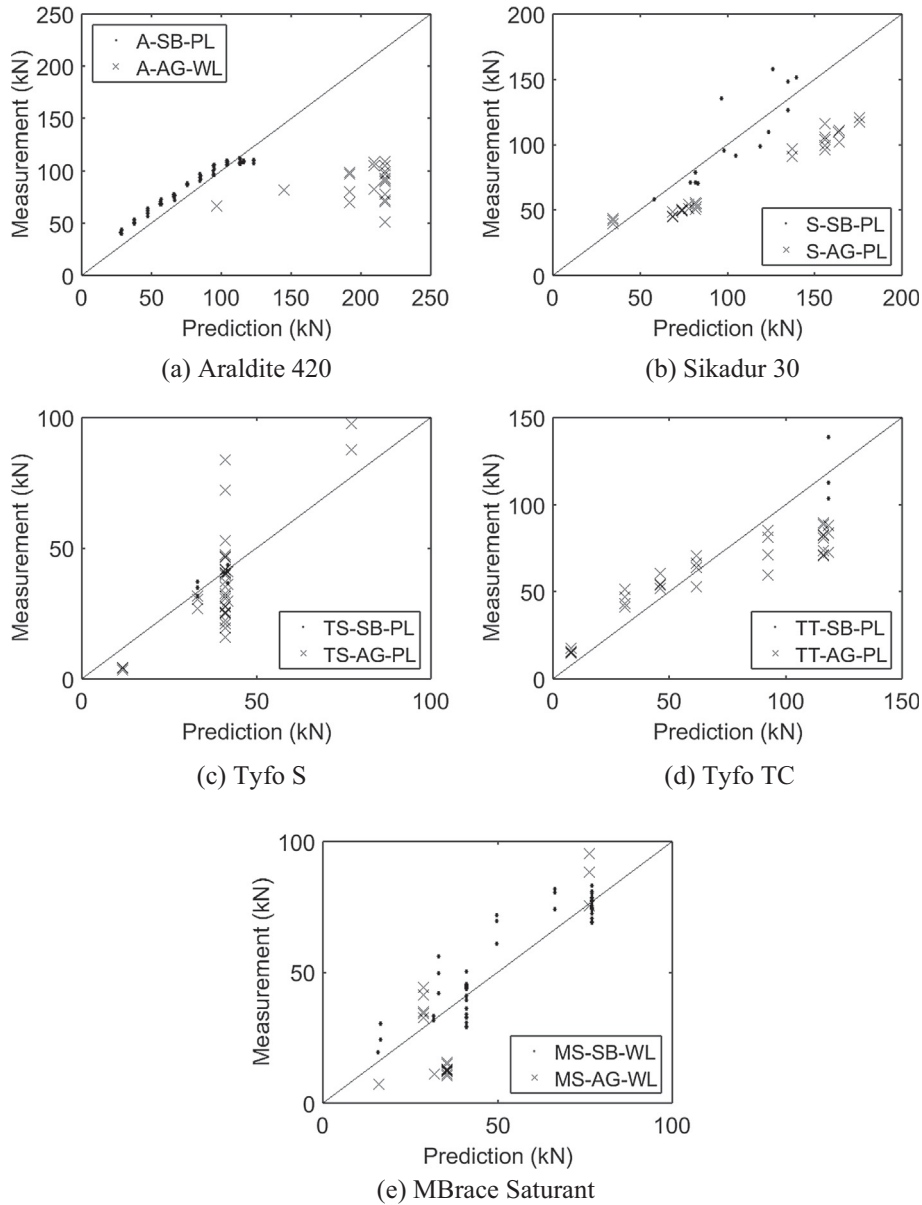 250
200
150
100
50
0
Measurement (kN)
A-SB-PL
A-AG-WL
0 50 100 150 200 250
Prediction (kN)
(a) Araldite 420
200
150
100
50
0
Measurement (kN)
S-SB-PL
S-AG-PL
0 50 100 150 200
Prediction (kN)
(b) Sikadur 30
100
50
0
Measurement (kN)
TS-SB-PL
TS-AG-PL
0 50 100
Prediction (kN)
(c) Tyfo S
150
100
50
0
Measurement (kN)
TT-SB-PL
TT-AG-PL
0 50 100 150
Prediction (kN)
(d) Tyfo TC
100
50
0
Measurement (kN)
MS-SB-WL
MS-AG-WL
0 50 100
Prediction (kN)
(e) MBrace Saturant